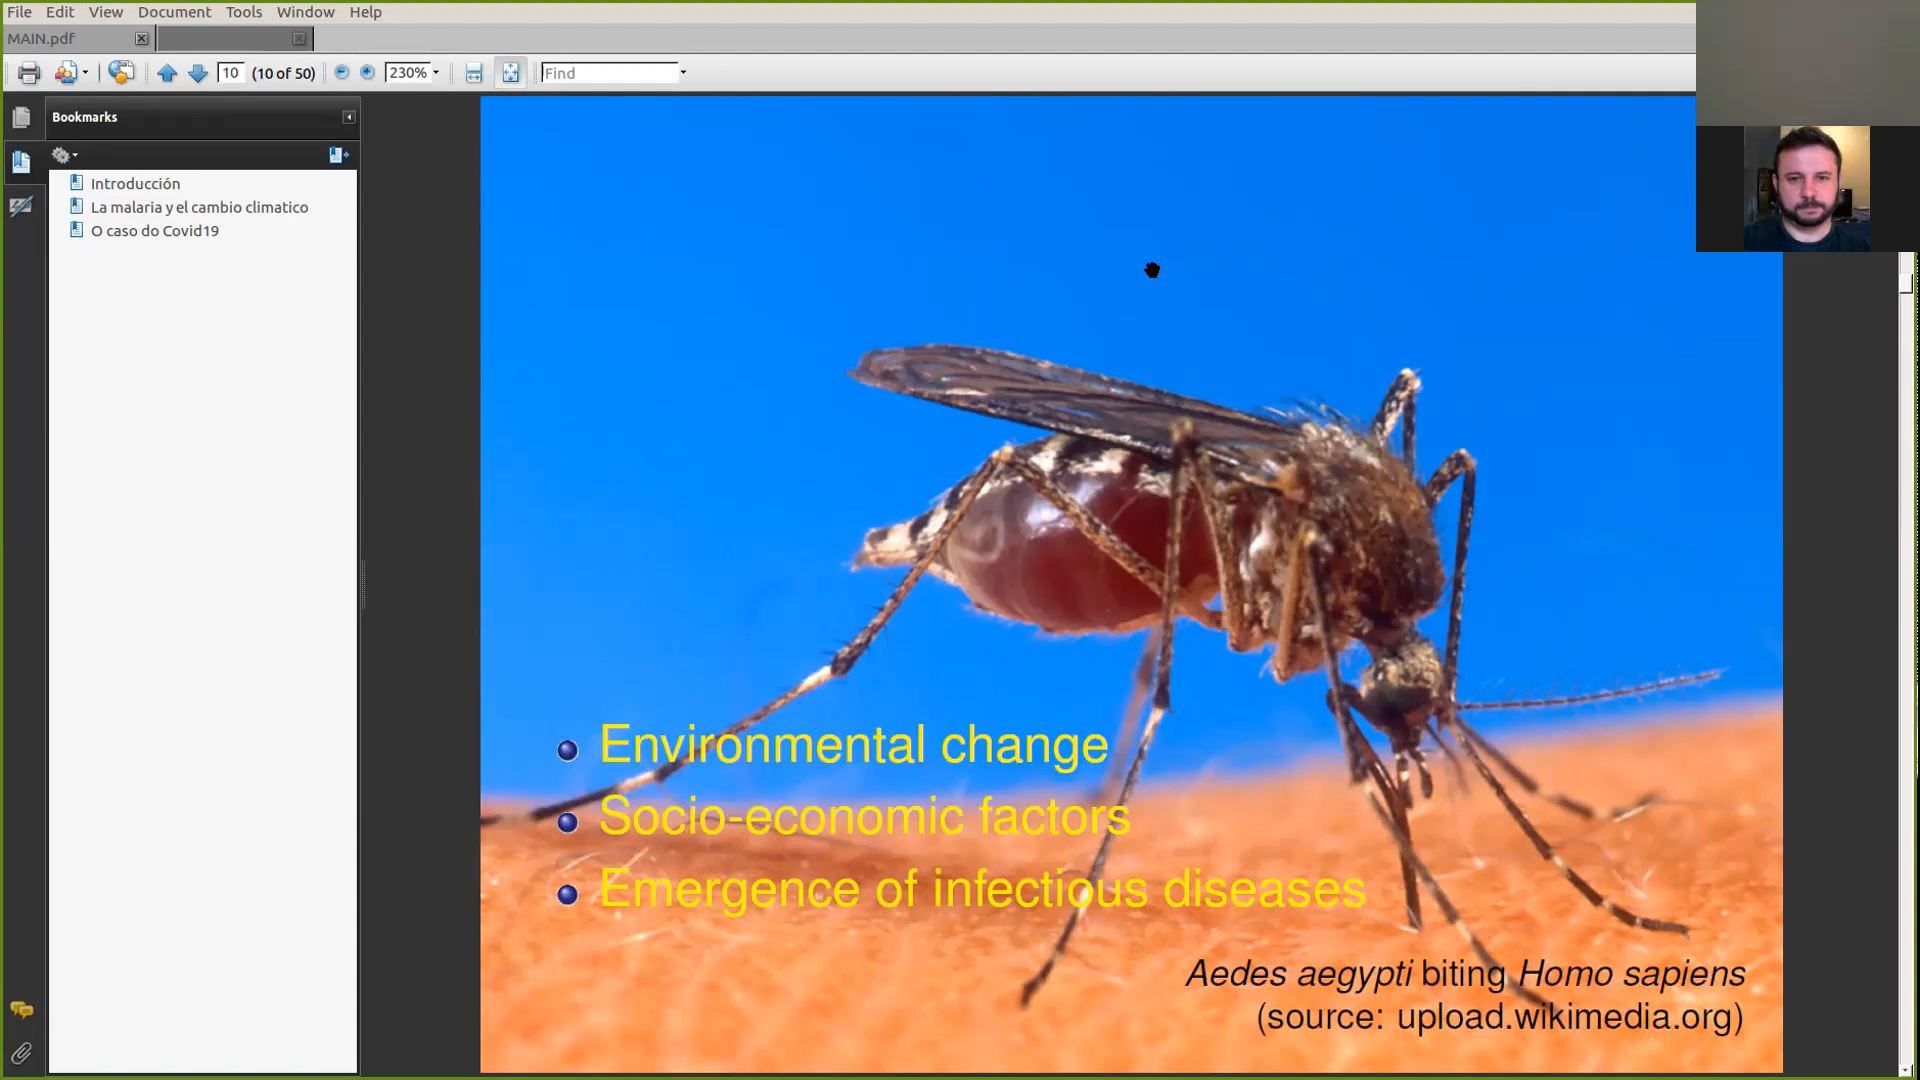 File Edit View Document Tools Window Help
MAIN.pdf
10 (10 of 50) 230% Find
Bookmarks
Introducción
La malaria y el cambio climatico
O caso do Covid19
Environmental change
Socio-economic factors
Emergence of infectious diseases
Aedes aegypti biting Homo sapiens
(source: upload.wikimedia.org)